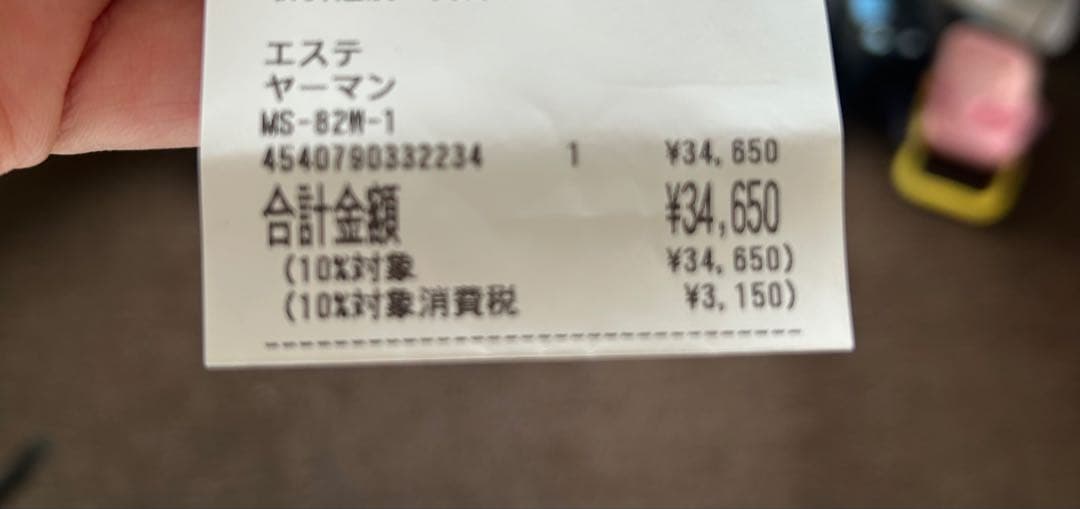 エステ
ヤーマン
MS-82W-1
4540790332234 1 ¥34,650
合計金額 ¥34,650
(10%対象 ¥34,650)
(10%対象消費税 ¥3,150)